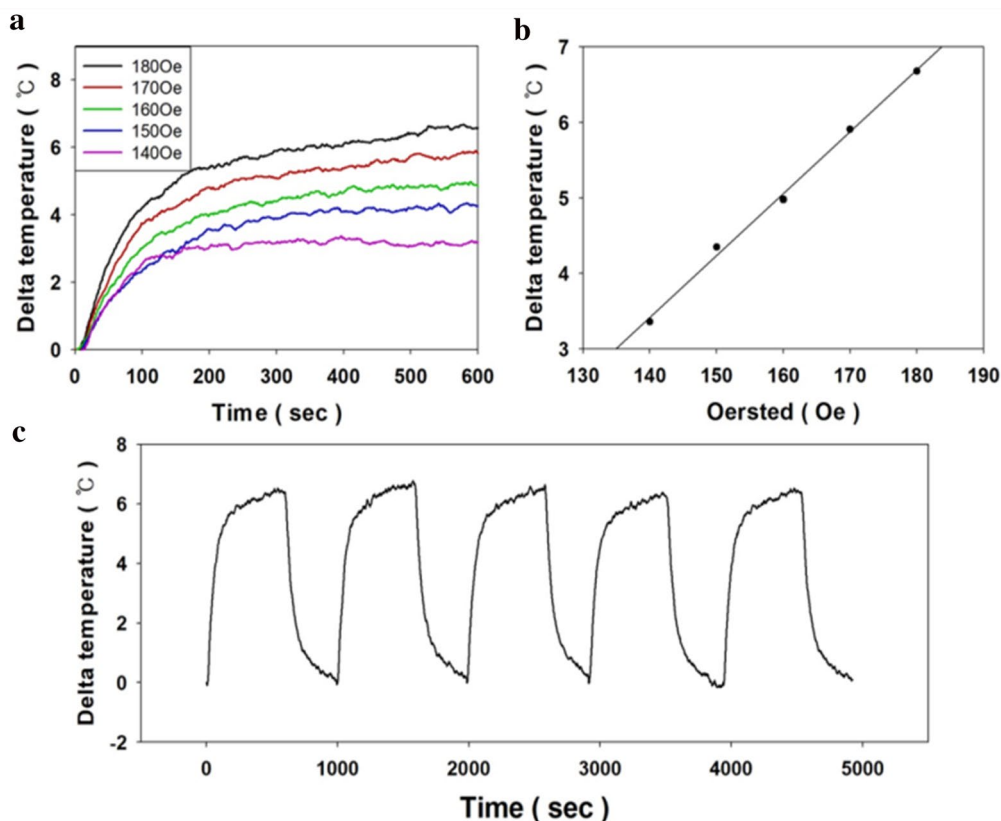 a
Delta temperature ( ℃ )
8
6
4
2
0
180Oe
170Oe
160Oe
150Oe
140Oe
0 100 200 300 400 500 600
Time ( sec )
b
Delta temperature ( ℃ )
7
6
5
4
3
130 140 150 160 170 180 190
Oersted ( Oe )
c
Delta temperature ( ℃ )
8
6
4
2
0
-2
0 1000 2000 3000 4000 5000
Time ( sec )